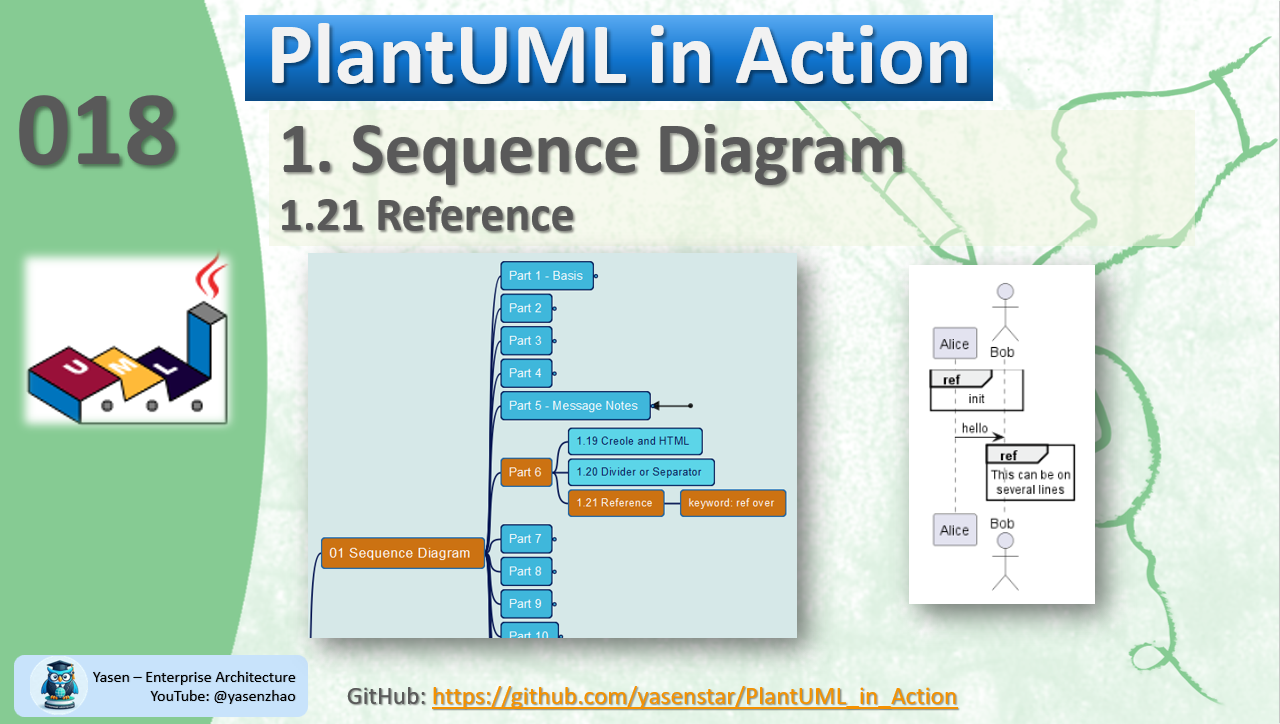 PlantUML in Action
018
1. Sequence Diagram
1.21 Reference
UML
Part 1 - Basis
Part 2
Part 3
Part 4
Part 5 - Message Notes
Part 6
1.19 Creole and HTML
1.20 Divider or Separator
1.21 Reference
keyword: ref over
01 Sequence Diagram
Part 7
Part 8
Part 9
Part 10
Alice
Bob
ref
init
hello
ref
This can be on
several lines
Alice
Bob
Yasen – Enterprise Architecture
YouTube: @yasenzhao
GitHub: https://github.com/yasenstar/PlantUML_in_Action